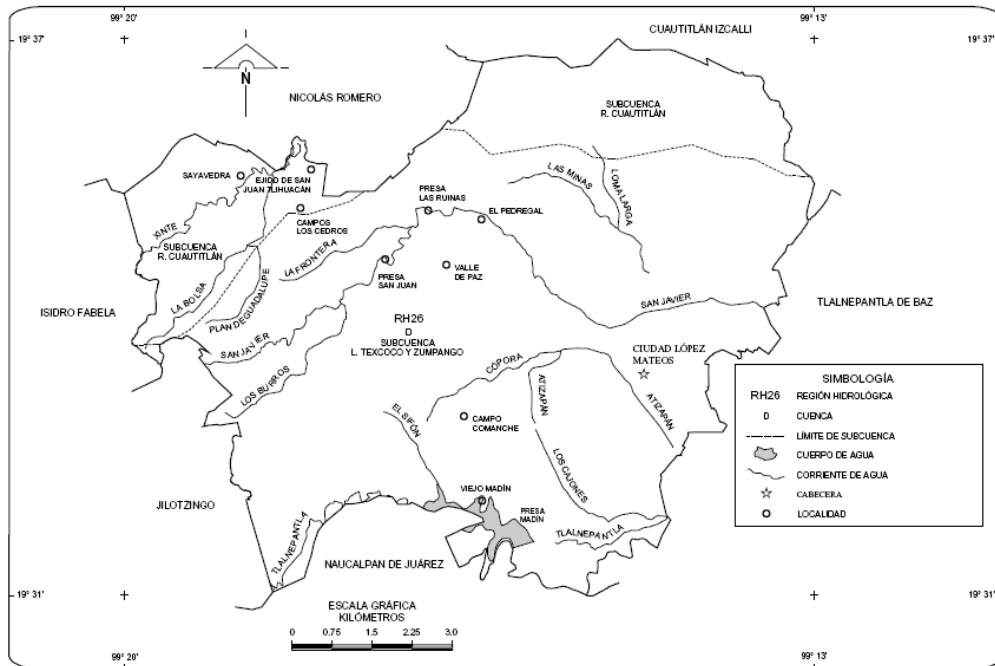 99° 20'
99° 13'
19° 37'
19° 37'
CUAUTITLÁN IZCALLI
N
NICOLÁS ROMERO
SUBCUENCA
R. CUAUTITLÁN
SAYAVEDRA
EJIDO DE SAN
JUAN TLIHUACÁN
PRESA
LAS RUINAS
LAS MINAS
LOMA LARGA
CAMPOS
LOS CEDROS
EL PEDREGAL
XINTE
SUBCUENCA
R. CUAUTITLÁN
LA FRONTERA
PRESA
SAN JUAN
VALLE
DE PAZ
LA BOLSA
PLAN DE GUADALUPE
SAN JAVIER
ISIDRO FABELA
TLALNEPANTLA DE BAZ
RH26
D
SUBCUENCA
L. TEXCOCO Y ZUMPANGO
SAN JAVIER
LOS BURROS
CÓPORA
CIUDAD LÓPEZ
MATEOS
ATIZAPÁN
ATIZAPÁN
EL SIFÓN
CAMPO
COMANCHE
LOS CAJONES
SIMBOLOGÍA
RH26 REGIÓN HIDROLÓGICA
D CUENCA
LÍMITE DE SUBCUENCA
CUERPO DE AGUA
CORRIENTE DE AGUA
CABECERA
LOCALIDAD
JILOTZINGO
VIEJO MADÍN
PRESA
MADÍN
TLALNEPANTLA
TLALNEPANTLA
NAUCALPAN DE JUÁREZ
19° 31'
19° 31'
ESCALA GRÁFICA
KILÓMETROS
0 0.75 1.5 2.25 3.0
99° 20'
99° 13'